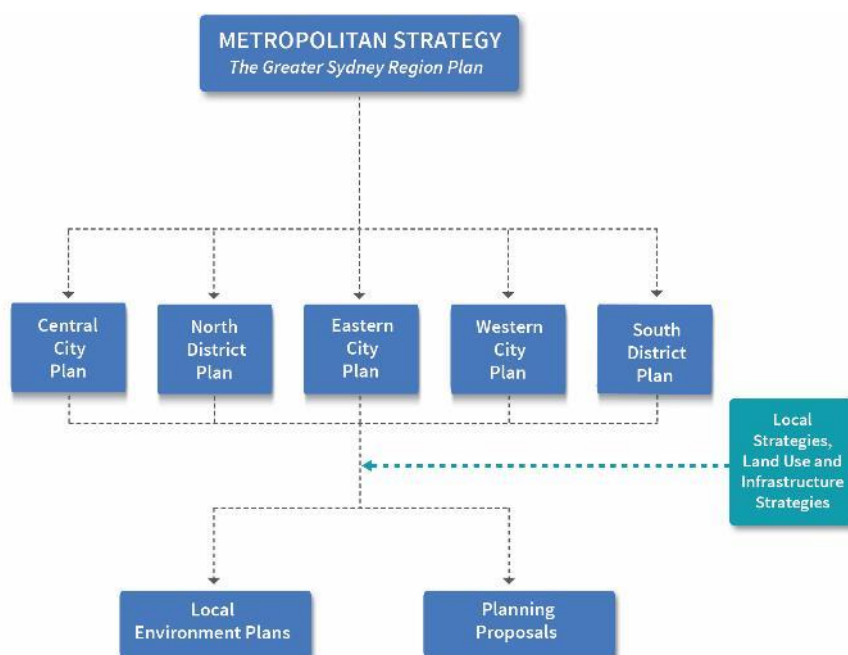 METROPOLITAN STRATEGY
The Greater Sydney Region Plan
Central
City
Plan
North
District
Plan
Eastern
City
Plan
Western
City
Plan
South
District
Plan
Local
Strategies,
Land Use and
Infrastructure
Strategies
Local
Environment Plans
Planning
Proposals